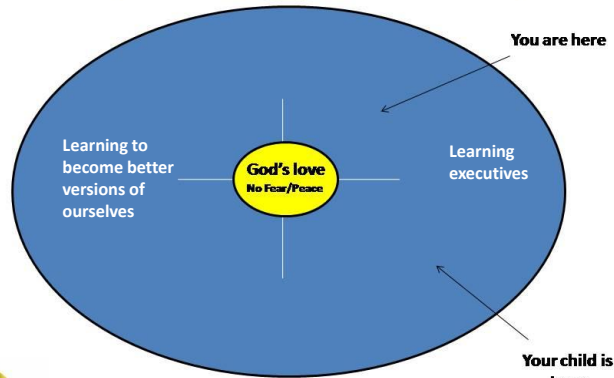 You are here
Learning to
become better
versions of
ourselves
God's love
No Fear/Peace
Learning
executives
Your child is